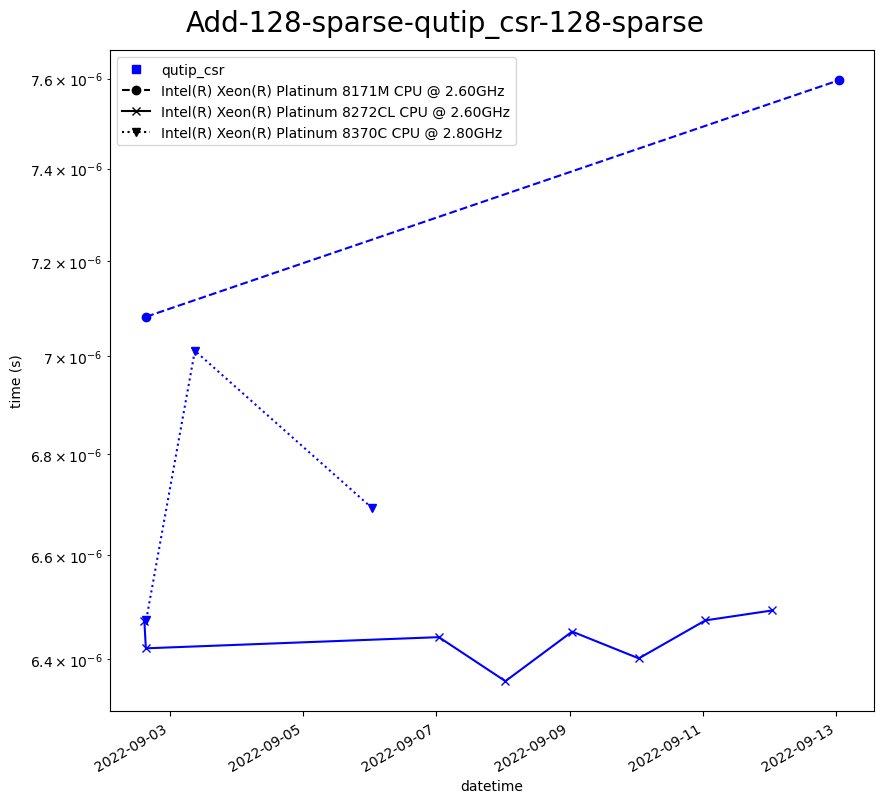 Add-128-sparse-qutip_csr-128-sparse
qutip_csr
Intel(R) Xeon(R) Platinum 8171M CPU @ 2.60GHz
Intel(R) Xeon(R) Platinum 8272CL CPU @ 2.60GHz
Intel(R) Xeon(R) Platinum 8370C CPU @ 2.80GHz
7.6 × 10⁻⁶
7.4 × 10⁻⁶
7.2 × 10⁻⁶
7 × 10⁻⁶
6.8 × 10⁻⁶
6.6 × 10⁻⁶
6.4 × 10⁻⁶
time (s)
2022-09-03
2022-09-05
2022-09-07
2022-09-09
2022-09-11
2022-09-13
datetime